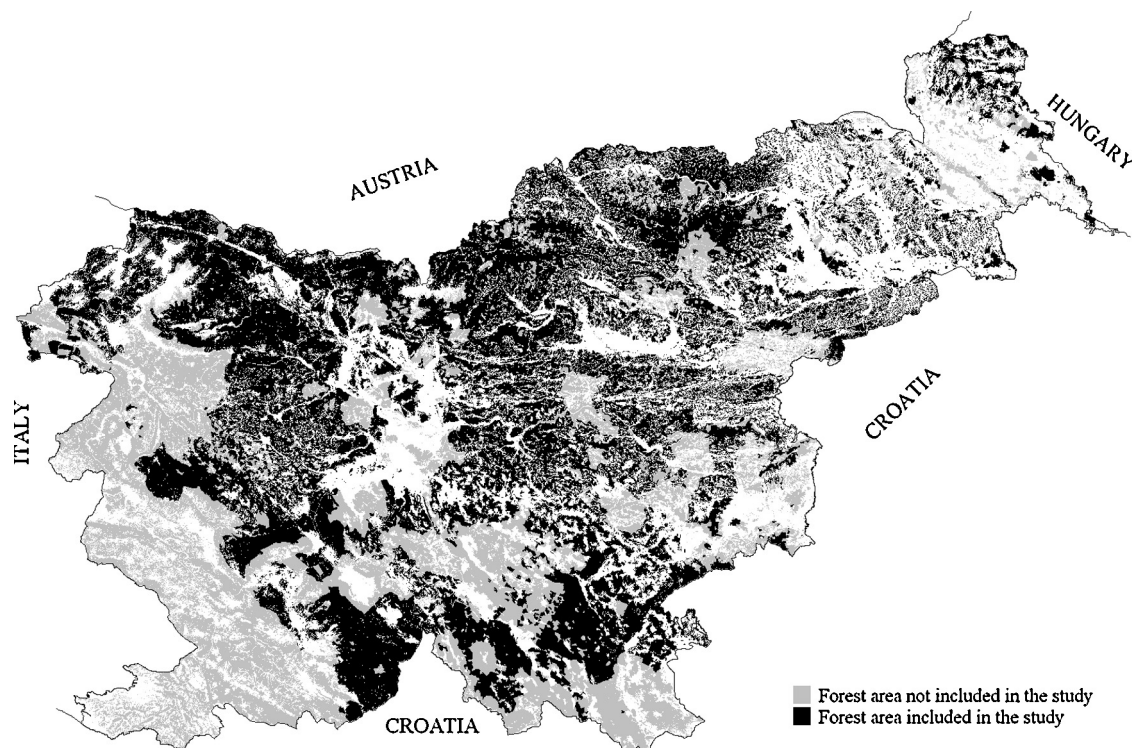 HUNGARY
AUSTRIA
CROATIA
ITALY
Forest area not included in the study
Forest area included in the study
CROATIA